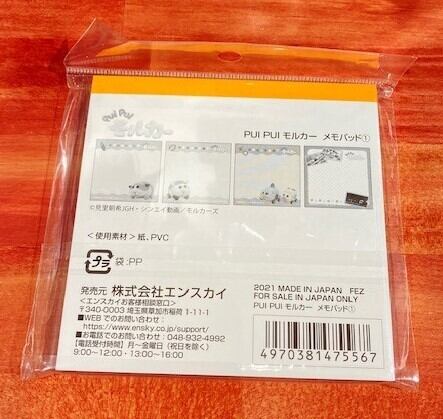 PUI PUI
モルカー
PUI PUI モルカー メモパッド①
©見里朝希JGH・シンエイ動画／モルカーズ
＜使用素材＞紙、PVC
プラ 袋:PP
発売元 株式会社エンスカイ
＜エンスカイお客様相談窓口＞
〒340-0003 埼玉県草加市稲荷 1-11-1
■WEB でのお問い合わせ：
https://www.ensky.co.jp/support/
■お電話でのお問い合わせ：048-932-4992
【電話受付時間】月～金曜日（祝日を除く）
9:00～12:00・13:00～16:00
2021 MADE IN JAPAN FEZ
FOR SALE IN JAPAN ONLY
PUI PUI モルカー メモパッド①
4970381475567